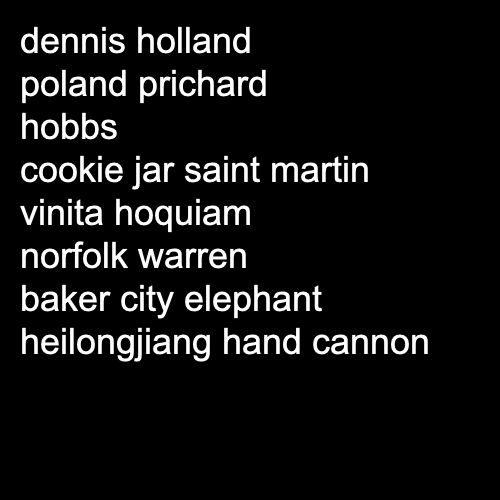 dennis holland
poland prichard
hobbs
cookie jar saint martin
vinita hoquiam
norfolk warren
baker city elephant
heilongjiang hand cannon